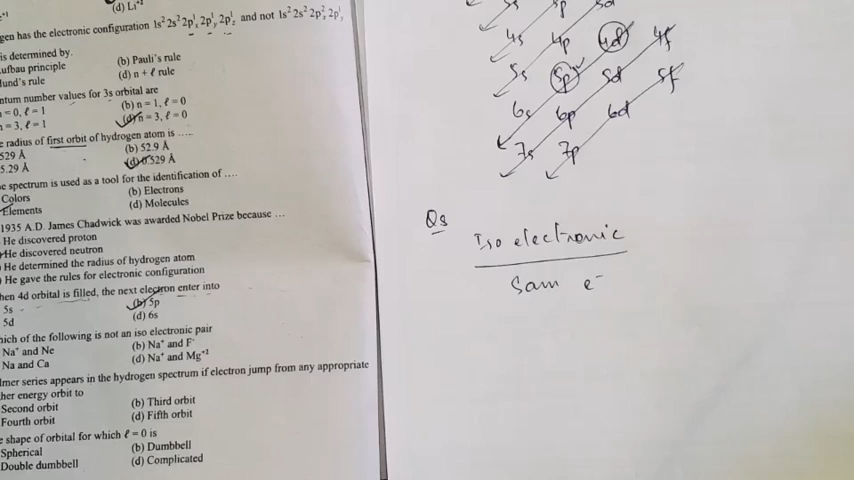 (d) Li⁺¹
gen has the electronic configuration 1s² 2s² 2p¹ₓ 2p¹ᵧ 2p¹z and not 1s² 2s² 2p²ₓ 2p¹ᵧ
is determined by.
ufbau principle (b) Pauli's rule
und's rule (d) n + ℓ rule
ntum number values for 3s orbital are
n = 0, ℓ = 1 (b) n = 1, ℓ = 0
n = 3, ℓ = 1 (d) n = 3, ℓ = 0
e radius of first orbit of hydrogen atom is .....
529 Å (b) 52.9 Å
5.29 Å (d) 0.529 Å
e spectrum is used as a tool for the identification of ....
Colors (b) Electrons
Elements (d) Molecules
1935 A.D. James Chadwick was awarded Nobel Prize because ...
He discovered proton
He discovered neutron
He determined the radius of hydrogen atom
He gave the rules for electronic configuration
hen 4d orbital is filled, the next electron enter into
5s (b) 5p
5d (d) 6s
hich of the following is not an iso electronic pair
Na⁺ and Ne (b) Na⁺ and F⁻
Na and Ca (d) Na⁺ and Mg⁺²
lmer series appears in the hydrogen spectrum if electron jump from any appropriate
her energy orbit to
Second orbit (b) Third orbit
Fourth orbit (d) Fifth orbit
e shape of orbital for which ℓ = 0 is
Spherical (b) Dumbbell
Double dumbbell (d) Complicated
3s 3p 3d
4s 4p 4d 4f
5s 5p 5d 5f
6s 6p 6d
7s 7p
Qs
Iso electronic
Sam e⁻